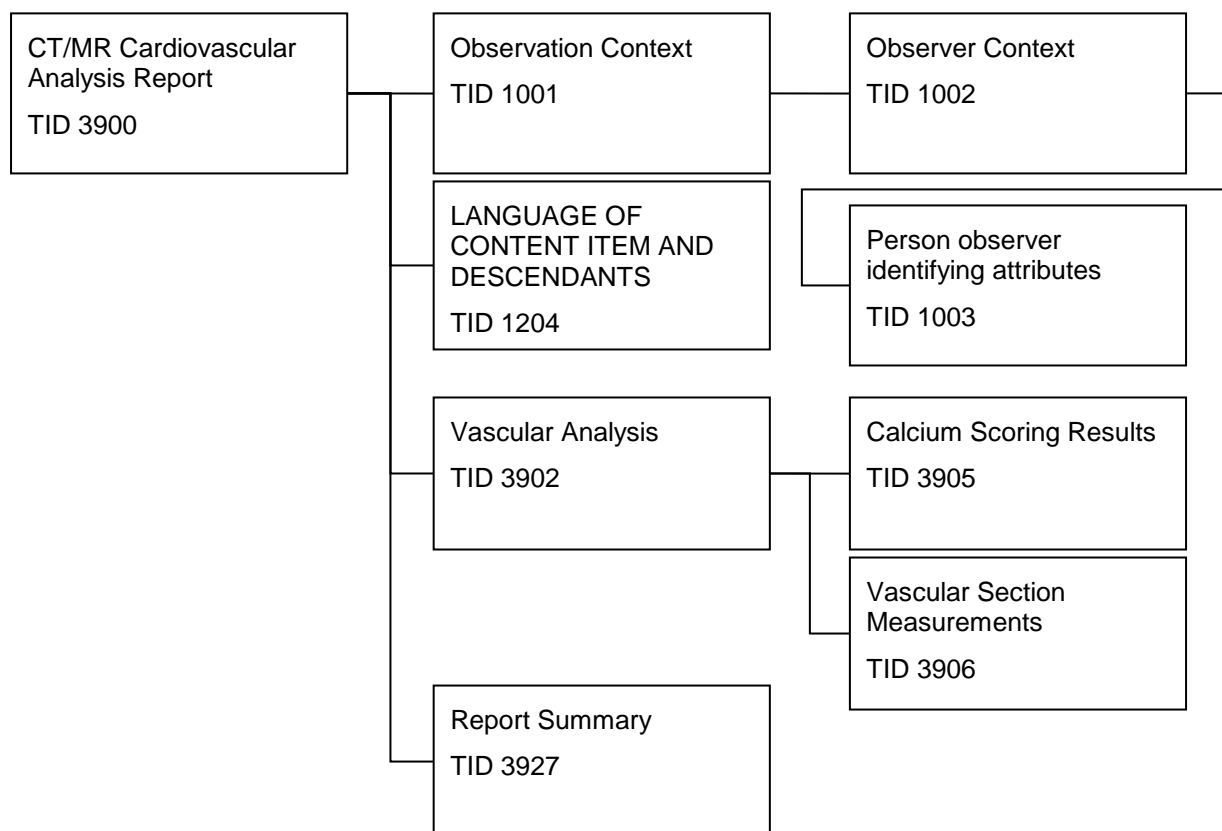 CT/MR Cardiovascular
Analysis Report
TID 3900
Observation Context
TID 1001
Observer Context
TID 1002
LANGUAGE OF
CONTENT ITEM AND
DESCENDANTS
TID 1204
Person observer
identifying attributes
TID 1003
Vascular Analysis
TID 3902
Calcium Scoring Results
TID 3905
Vascular Section
Measurements
TID 3906
Report Summary
TID 3927